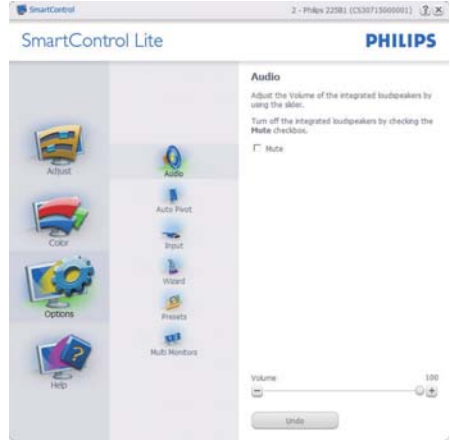 SmartControl
2 - Philips 225B1 (CS30715000001)
SmartControl Lite
PHILIPS
Adjust
Color
Options
Help
Audio
Auto Pivot
Input
Wizard
Presets
Multi Monitors
Audio
Adjust the Volume of the integrated loudspeakers by
using the slider.
Turn off the integrated loudspeakers by checking the
Mute checkbox.
Mute
Volume
100
Undo